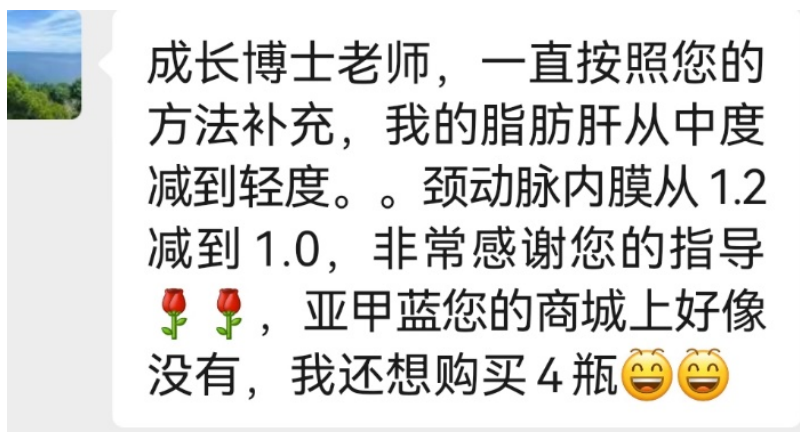 成长博士老师，一直按照您的
方法补充，我的脂肪肝从中度
减到轻度。。颈动脉内膜从1.2
减到1.0，非常感谢您的指导
🌹🌹，亚甲蓝您的商城上好像
没有，我还想购买4瓶😄😄